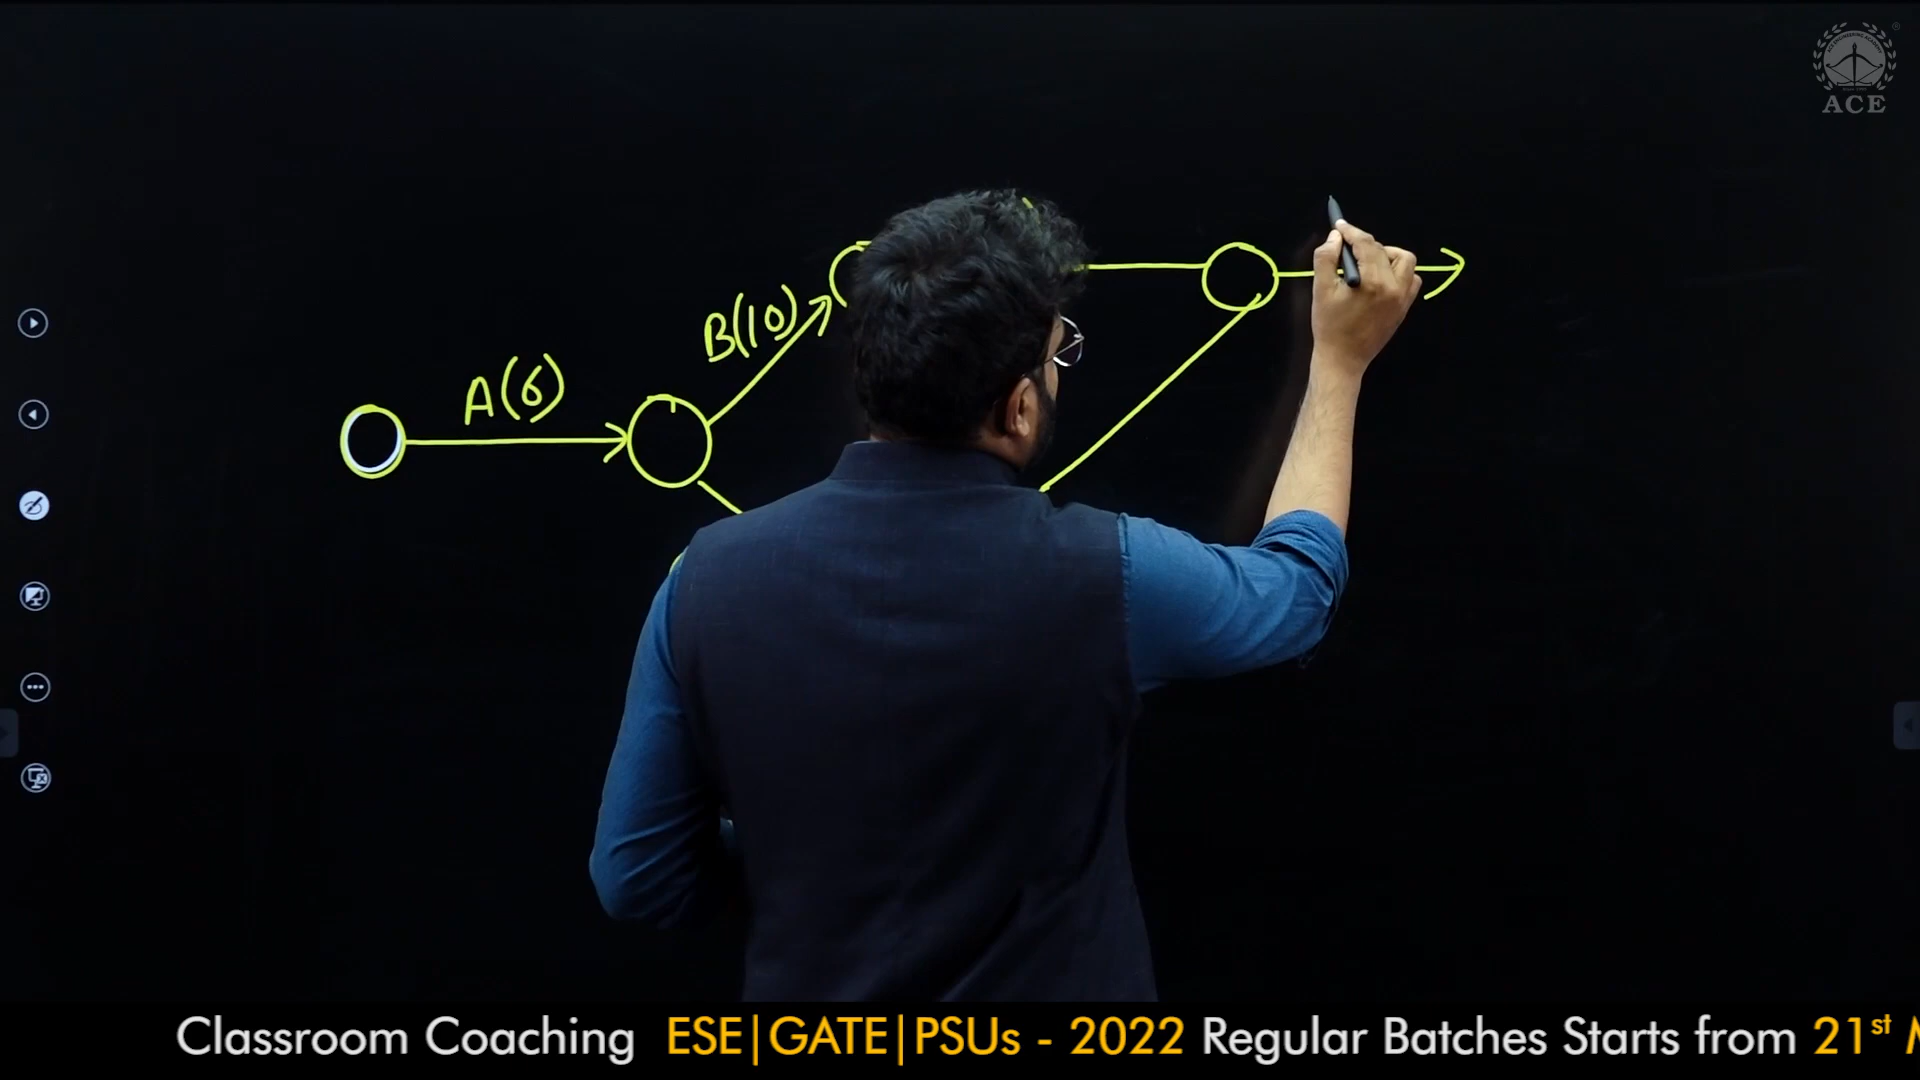 ACE
B(10)
A(6)
Classroom Coaching ESE|GATE|PSUs - 2022 Regular Batches Starts from 21st